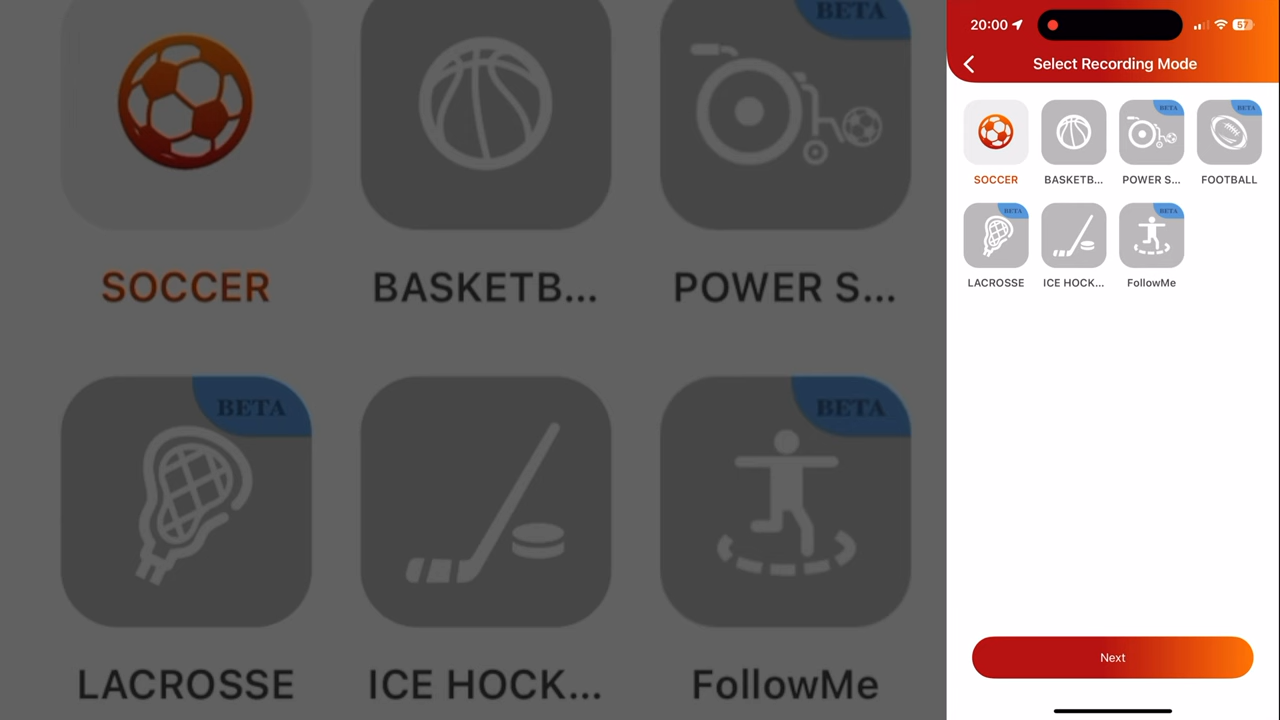 BETA
SOCCER
BASKETB...
POWER S...
BETA
BETA
LACROSSE
ICE HOCK...
FollowMe
20:00
57
Select Recording Mode
BETA
BETA
SOCCER
BASKETB...
POWER S...
FOOTBALL
BETA
BETA
LACROSSE
ICE HOCK...
FollowMe
Next